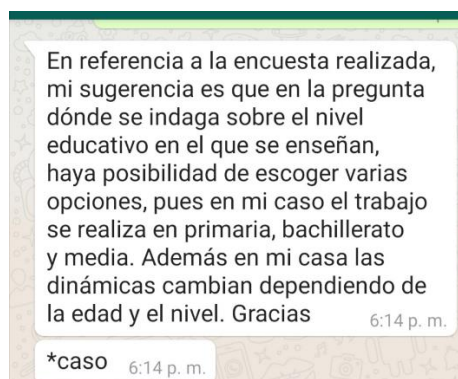 En referencia a la encuesta realizada,
mi sugerencia es que en la pregunta
dónde se indaga sobre el nivel
educativo en el que se enseñan,
haya posibilidad de escoger varias
opciones, pues en mi caso el trabajo
se realiza en primaria, bachillerato
y media. Además en mi casa las
dinámicas cambian dependiendo de
la edad y el nivel. Gracias
6:14 p. m.
*caso
6:14 p. m.